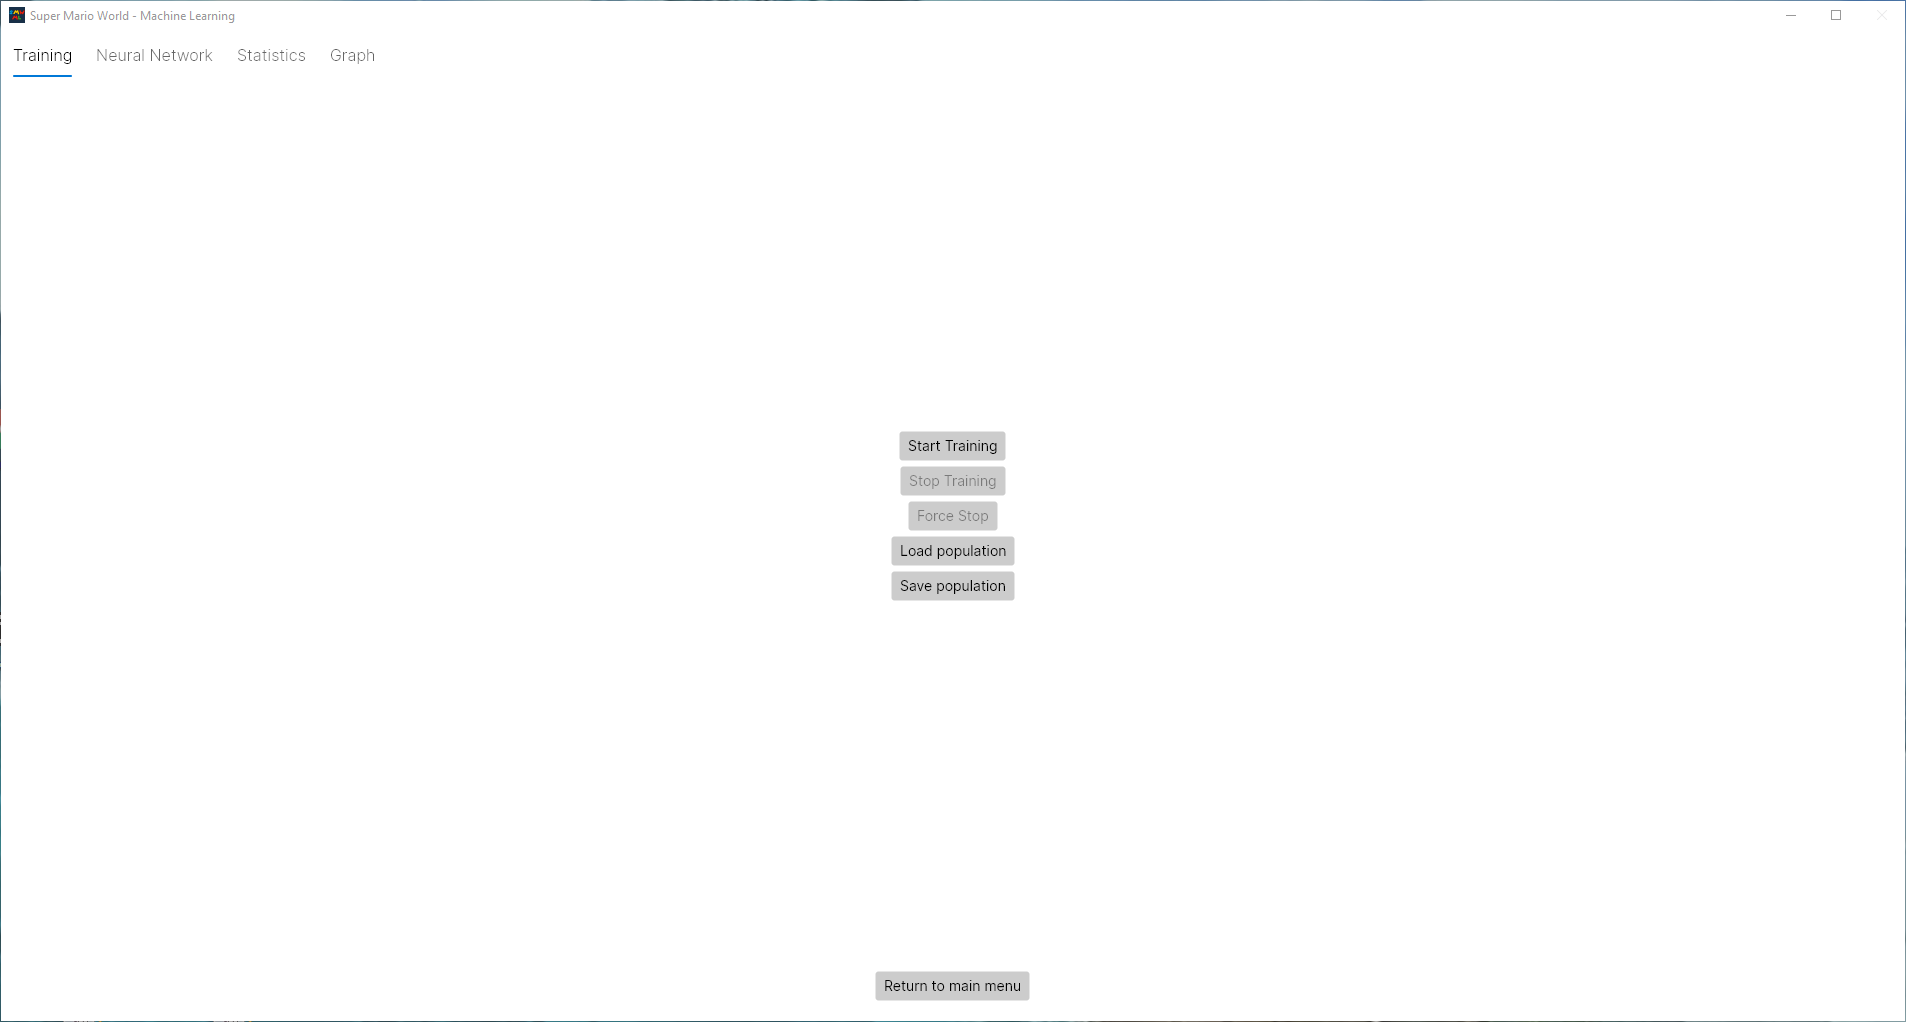 Super Mario World - Machine Learning
Training Neural Network Statistics Graph
Start Training
Stop Training
Force Stop
Load population
Save population
Return to main menu